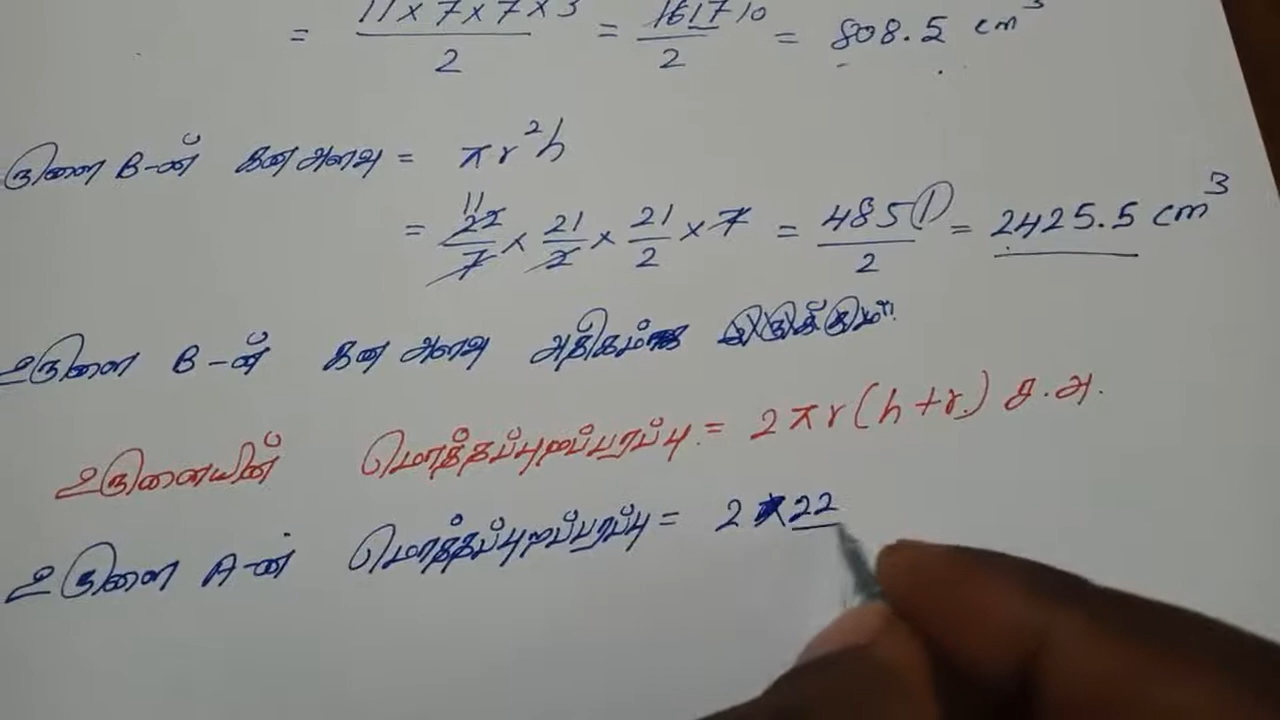 = 11 × 7 × 7 × 3 / 2 = 1617 / 2 = 808.5 cm³
உருளை B-ன் கன அளவு = πr²h
= 22/7 × 21/2 × 21/2 × 7 = 4851/2 = 2425.5 cm³
உருளை B-ன் கன அளவு அதிகமாக இருக்கும்
உருளையின் மொத்தப்புறப்பரப்பு = 2πr(h+r) ச.அ.
உருளை A-ன் மொத்தப்புறப்பரப்பு = 2 × 22